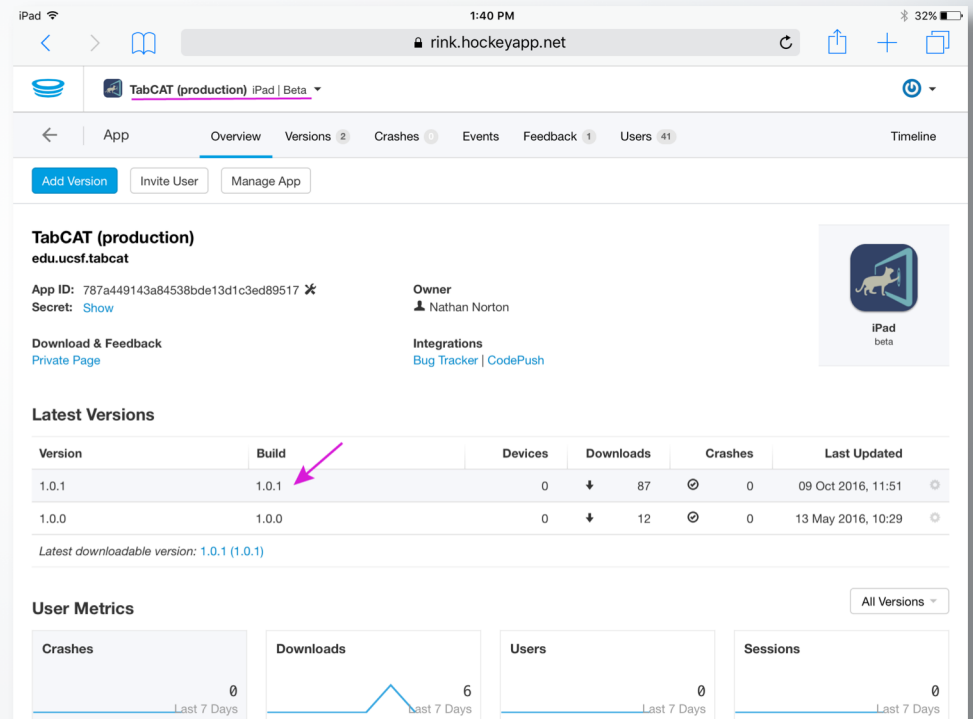 iPad 1:40 PM 32%
rink.hockeyapp.net
TabCAT (production) iPad | Beta
App Overview Versions 2 Crashes 0 Events Feedback 1 Users 41 Timeline
Add Version Invite User Manage App
TabCAT (production)
edu.ucsf.tabcat
App ID: 787a449143a84538bde13d1c3ed89517 Owner
Secret: Show Nathan Norton
iPad
beta
Download & Feedback Integrations
Private Page Bug Tracker | CodePush
Latest Versions
Version Build Devices Downloads Crashes Last Updated
1.0.1 1.0.1 0 87 0 09 Oct 2016, 11:51
1.0.0 1.0.0 0 12 0 13 May 2016, 10:29
Latest downloadable version: 1.0.1 (1.0.1)
User Metrics All Versions
Crashes Downloads Users Sessions
0 6 0 0
Last 7 Days Last 7 Days Last 7 Days Last 7 Days